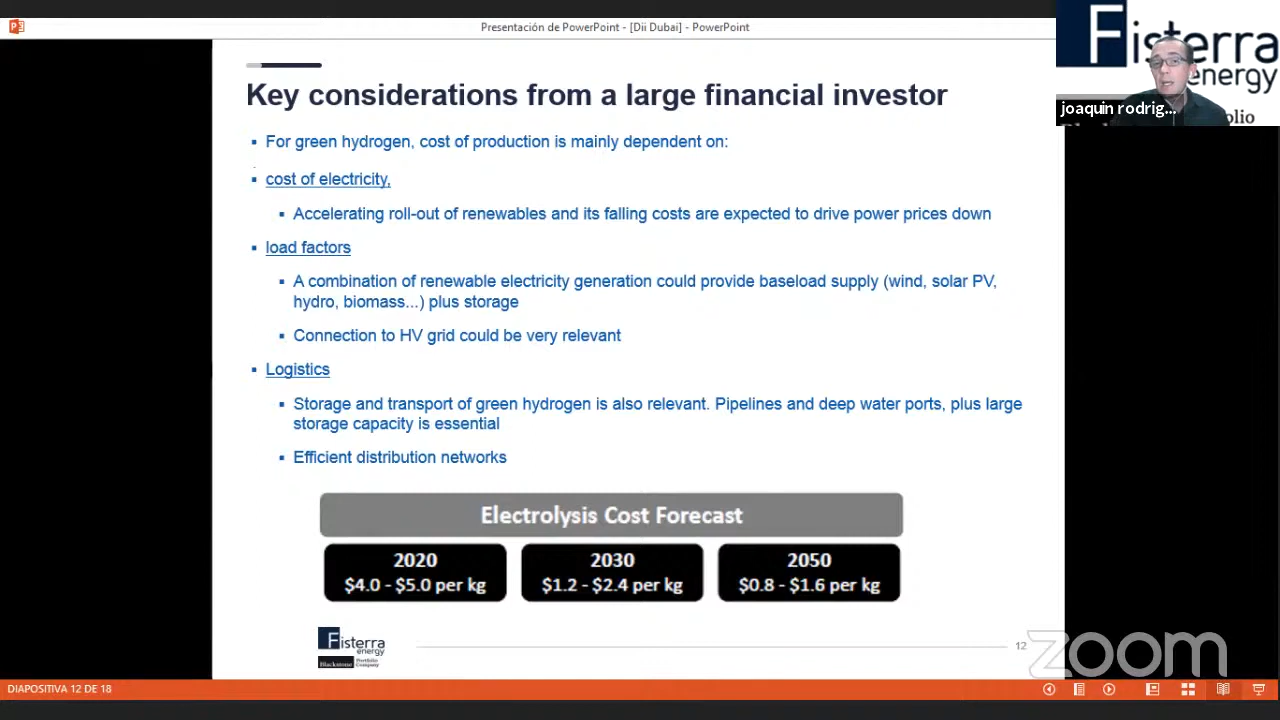 Presentación de PowerPoint - [Dii Dubai] - PowerPoint
Fisterra
energy
joaquin rodrig...
olio
Key considerations from a large financial investor
For green hydrogen, cost of production is mainly dependent on:
cost of electricity,
Accelerating roll-out of renewables and its falling costs are expected to drive power prices down
load factors
A combination of renewable electricity generation could provide baseload supply (wind, solar PV,
hydro, biomass...) plus storage
Connection to HV grid could be very relevant
Logistics
Storage and transport of green hydrogen is also relevant. Pipelines and deep water ports, plus large
storage capacity is essential
Efficient distribution networks
Electrolysis Cost Forecast
2020
$4.0 - $5.0 per kg
2030
$1.2 - $2.4 per kg
2050
$0.8 - $1.6 per kg
Fisterra
energy
Blackstone Portfolio Company
12
zoom
DIAPOSITIVA 12 DE 18